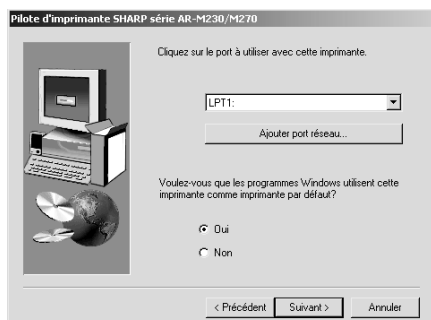 Pilote d'imprimante SHARP série AR-M230/M270
Cliquez sur le port à utiliser avec cette imprimante.
LPT1:
Ajouter port réseau...
Voulez-vous que les programmes Windows utilisent cette
imprimante comme imprimante par défaut?
Oui
Non
< Précédent
Suivant >
Annuler